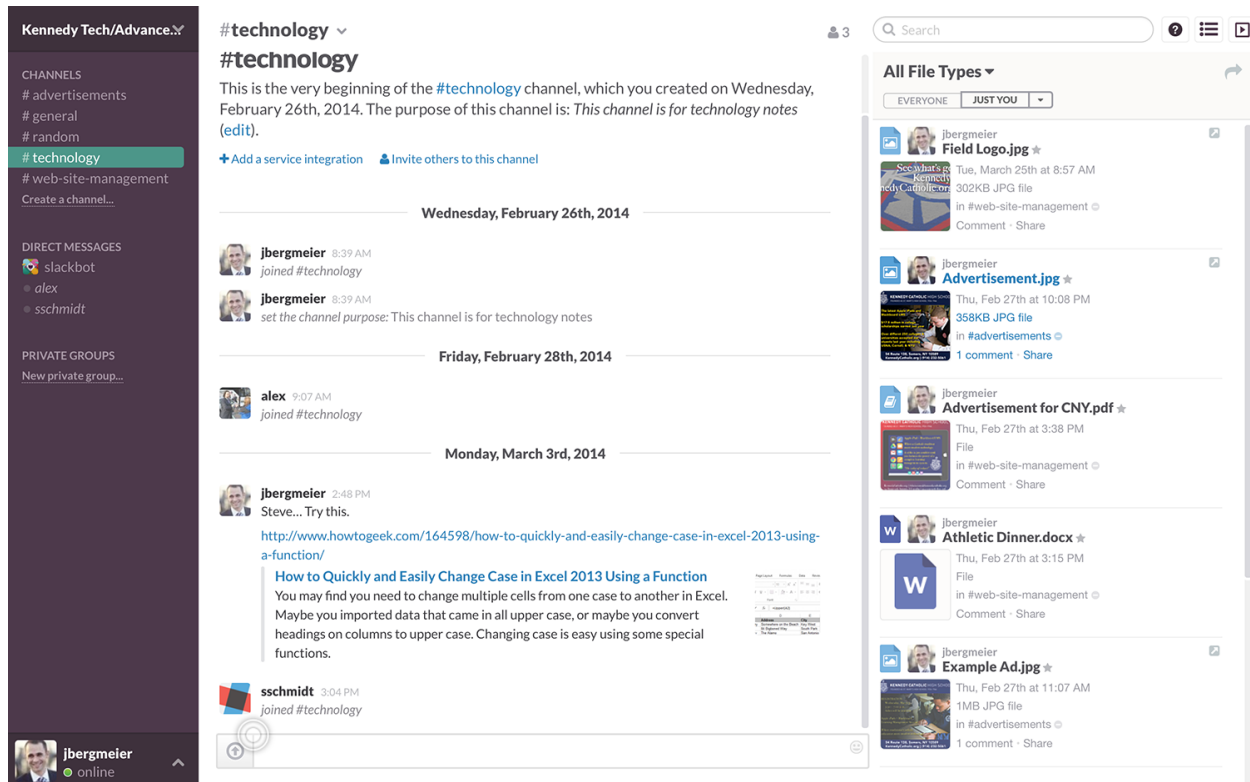 Kennedy Tech/Advance...
CHANNELS
# advertisements
# general
# random
# technology
# web-site-management
Create a channel...
DIRECT MESSAGES
slackbot
alex
sschmidt
PRIVATE GROUPS
New private group...
jbergmeier
online
#technology
3
#technology
This is the very beginning of the #technology channel, which you created on Wednesday,
February 26th, 2014. The purpose of this channel is: This channel is for technology notes
(edit).
+ Add a service integration Invite others to this channel
Wednesday, February 26th, 2014
jbergmeier 8:39 AM
joined #technology
jbergmeier 8:39 AM
set the channel purpose: This channel is for technology notes
Friday, February 28th, 2014
alex 9:07 AM
joined #technology
Monday, March 3rd, 2014
jbergmeier 2:48 PM
Steve... Try this.
http://www.howtogeek.com/164598/how-to-quickly-and-easily-change-case-in-excel-2013-using-
a-function/
How to Quickly and Easily Change Case in Excel 2013 Using a Function
You may find you need to change multiple cells from one case to another in Excel.
Maybe you imported data that came in all upper case, or maybe you convert
headings on columns to upper case. Changing case is easy using some special
functions.
sschmidt 3:04 PM
joined #technology
Search
?
All File Types
EVERYONE JUST YOU
jbergmeier
Field Logo.jpg
Tue, March 25th at 8:57 AM
302KB JPG file
in #web-site-management
Comment · Share
See what's go
Kennedy
nedyCatholic.org
jbergmeier
Advertisement.jpg
Thu, Feb 27th at 10:08 PM
358KB JPG file
in #advertisements
1 comment · Share
KENNEDY CATHOLIC HIGH SCHOOL
jbergmeier
Advertisement for CNY.pdf
Thu, Feb 27th at 3:38 PM
File
in #web-site-management
Comment · Share
jbergmeier
Athletic Dinner.docx
Thu, Feb 27th at 3:15 PM
File
in #web-site-management
Comment · Share
W
W
jbergmeier
Example Ad.jpg
Thu, Feb 27th at 11:07 AM
1MB JPG file
in #advertisements
1 comment · Share
KENNEDY CATHOLIC HIGH SCHOOL